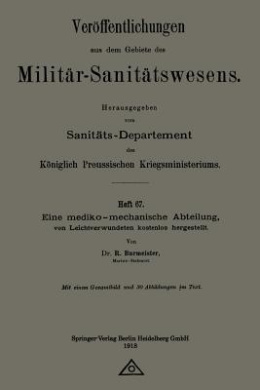 Veröffentlichungen
aus dem Gebiete des
Militär-Sanitätswesens.
Herausgegeben
vom
Sanitäts-Departement
des
Königlich Preussischen Kriegsministeriums.
Heft 67.
Eine mediko-mechanische Abteilung,
von Leichtverwundeten kostenlos hergestellt.
Von
Dr. R. Burmeister,
Mit einem Gesamtbild und 30 Abbildungen im Text.
Springer-Verlag Berlin Heidelberg GmbH
1918